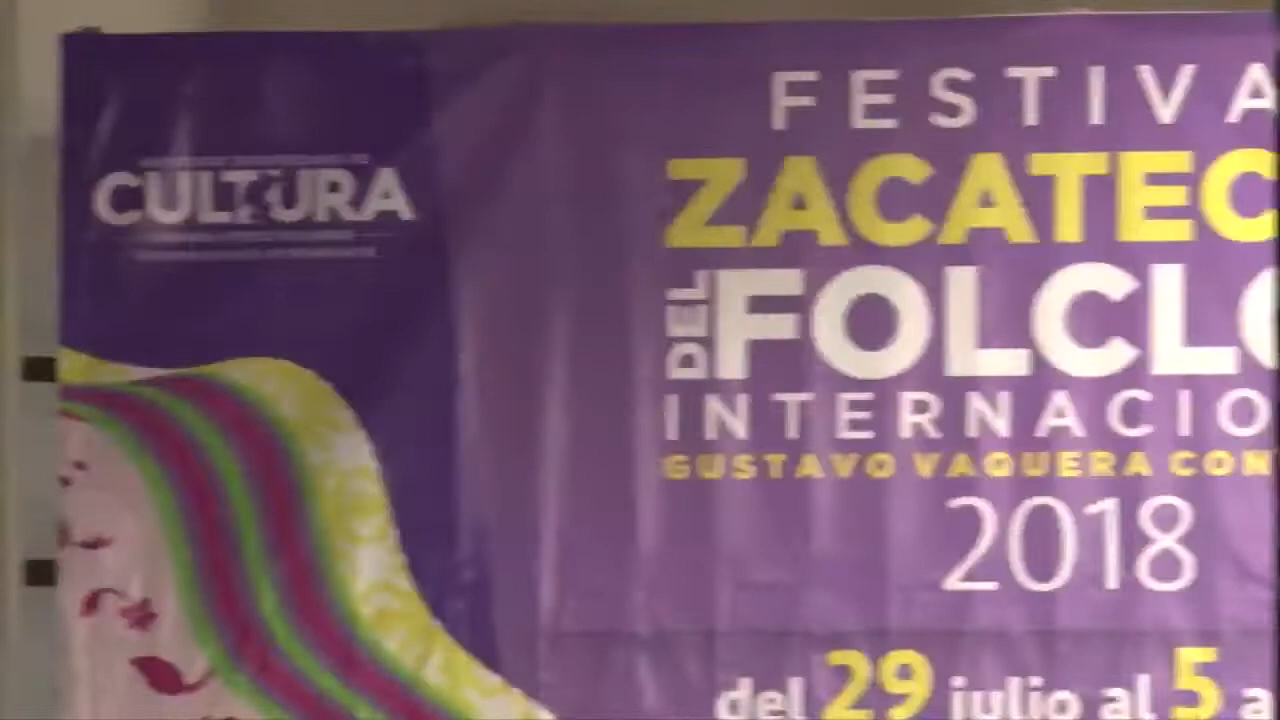 CULTURA
FESTIVA
ZACATEC
DEL FOLCLO
INTERNACIO
GUSTAVO VAQUERA CON
2018
del 29 julio al 5 a